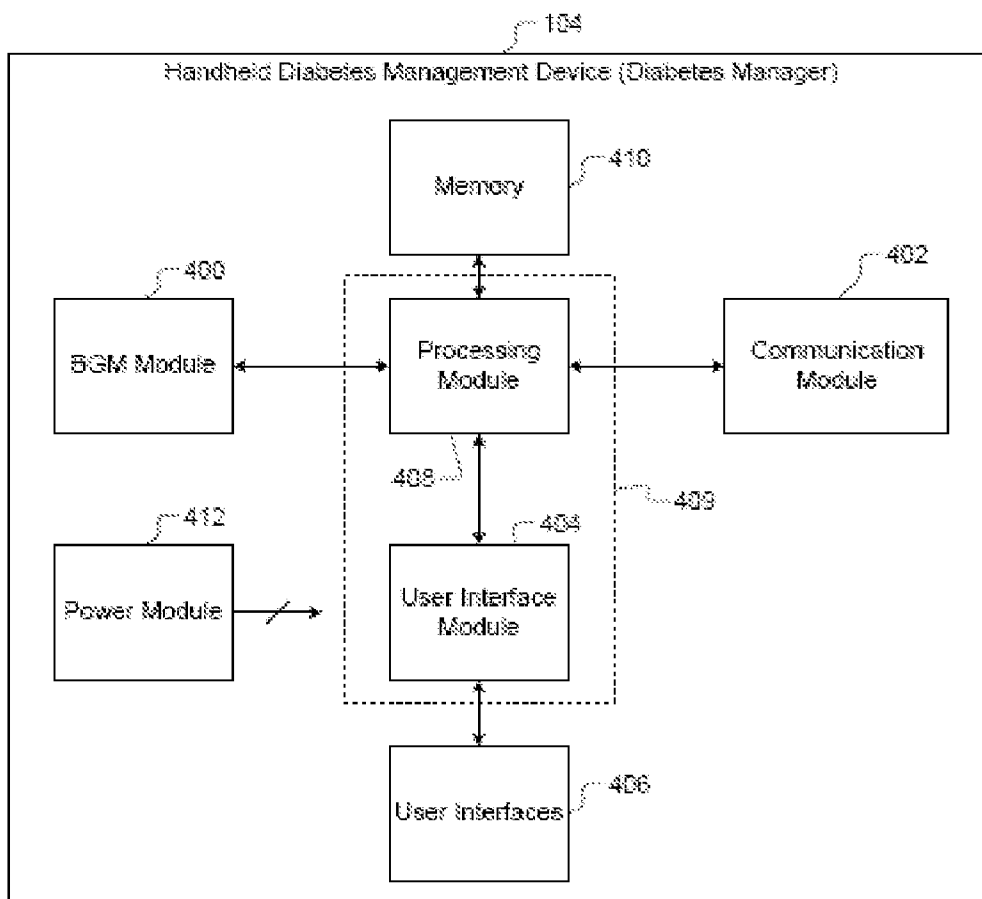 104
Handheld Diabetes Management Device (Diabetes Manager)
410
Memory
400
402
BGM Module
Processing
Module
Communication
Module
408
409
412
404
Power Module
User Interface
Module
User Interfaces
406